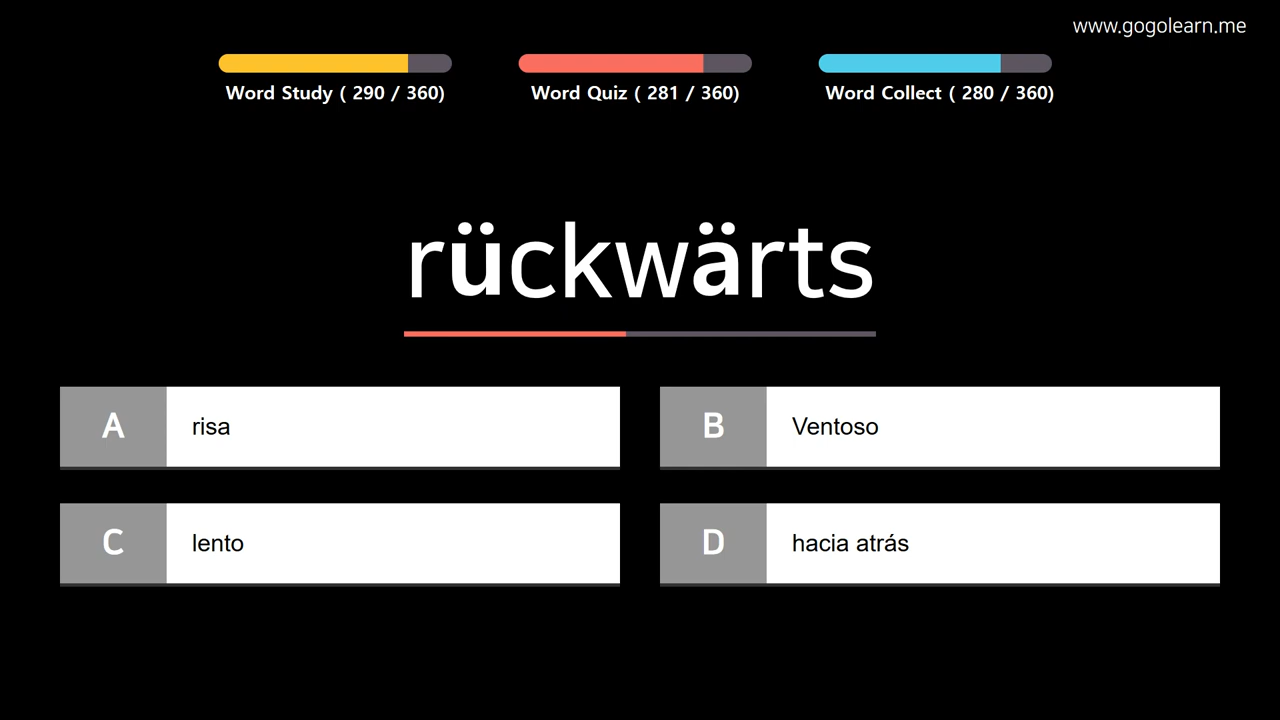 www.gogolearn.me
Word Study ( 290 / 360)
Word Quiz ( 281 / 360)
Word Collect ( 280 / 360)
rückwärts
A risa
B Ventoso
C lento
D hacia atrás